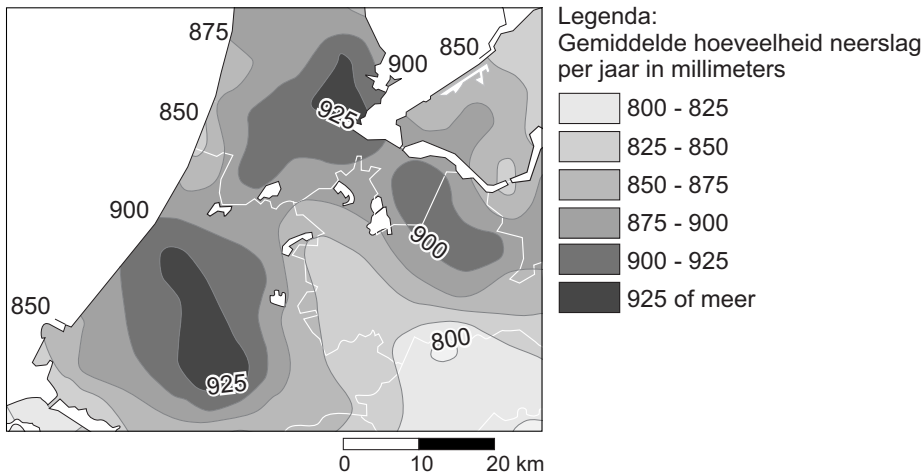 Legenda:
Gemiddelde hoeveelheid neerslag
per jaar in millimeters
800 - 825
825 - 850
850 - 875
875 - 900
900 - 925
925 of meer
875
850
900
925
850
900
900
850
800
925
0 10 20 km